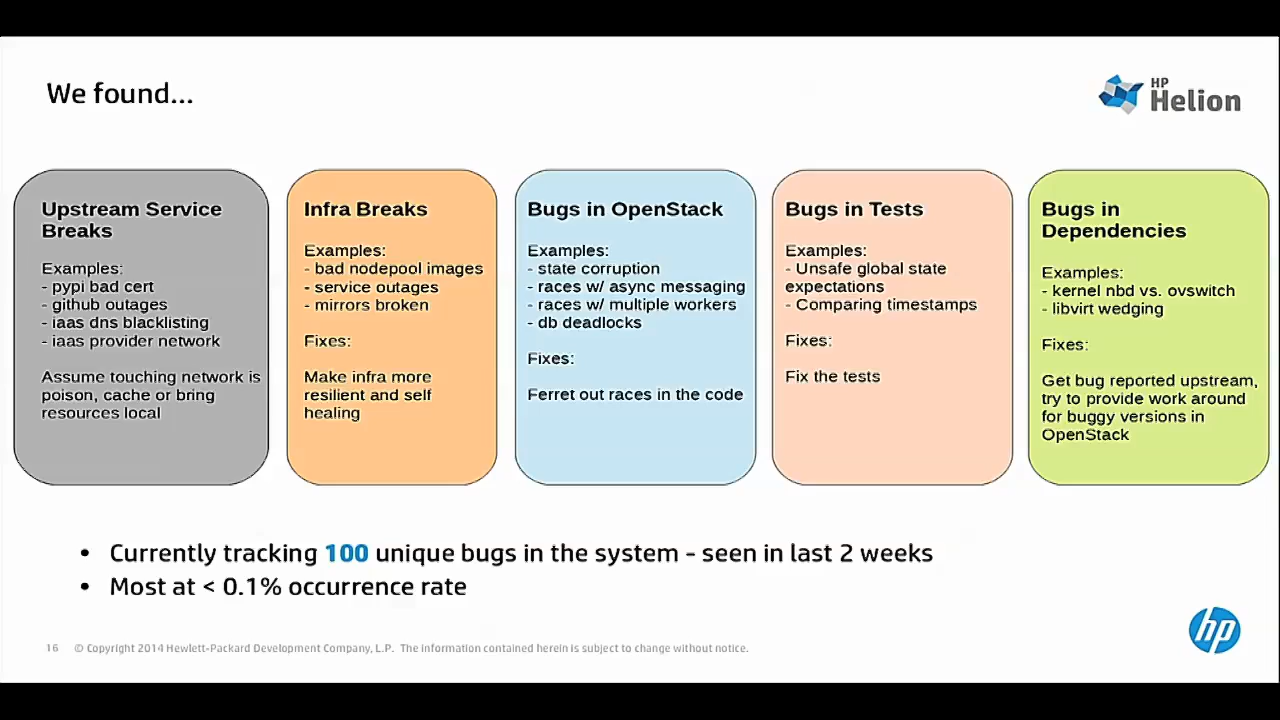 We found...
HP
Helion
Upstream Service
Breaks
Examples:
- pypi bad cert
- github outages
- iaas dns blacklisting
- iaas provider network
Assume touching network is
poison, cache or bring
resources local
Infra Breaks
Examples:
- bad nodepool images
- service outages
- mirrors broken
Fixes:
Make infra more
resilient and self
healing
Bugs in OpenStack
Examples:
- state corruption
- races w/ async messaging
- races w/ multiple workers
- db deadlocks
Fixes:
Ferret out races in the code
Bugs in Tests
Examples:
- Unsafe global state
expectations
- Comparing timestamps
Fixes:
Fix the tests
Bugs in
Dependencies
Examples:
- kernel nbd vs. ovswitch
- libvirt wedging
Fixes:
Get bug reported upstream,
try to provide work around
for buggy versions in
OpenStack
• Currently tracking 100 unique bugs in the system - seen in last 2 weeks
• Most at < 0.1% occurrence rate
16 © Copyright 2014 Hewlett-Packard Development Company, L.P. The information contained herein is subject to change without notice.
hp